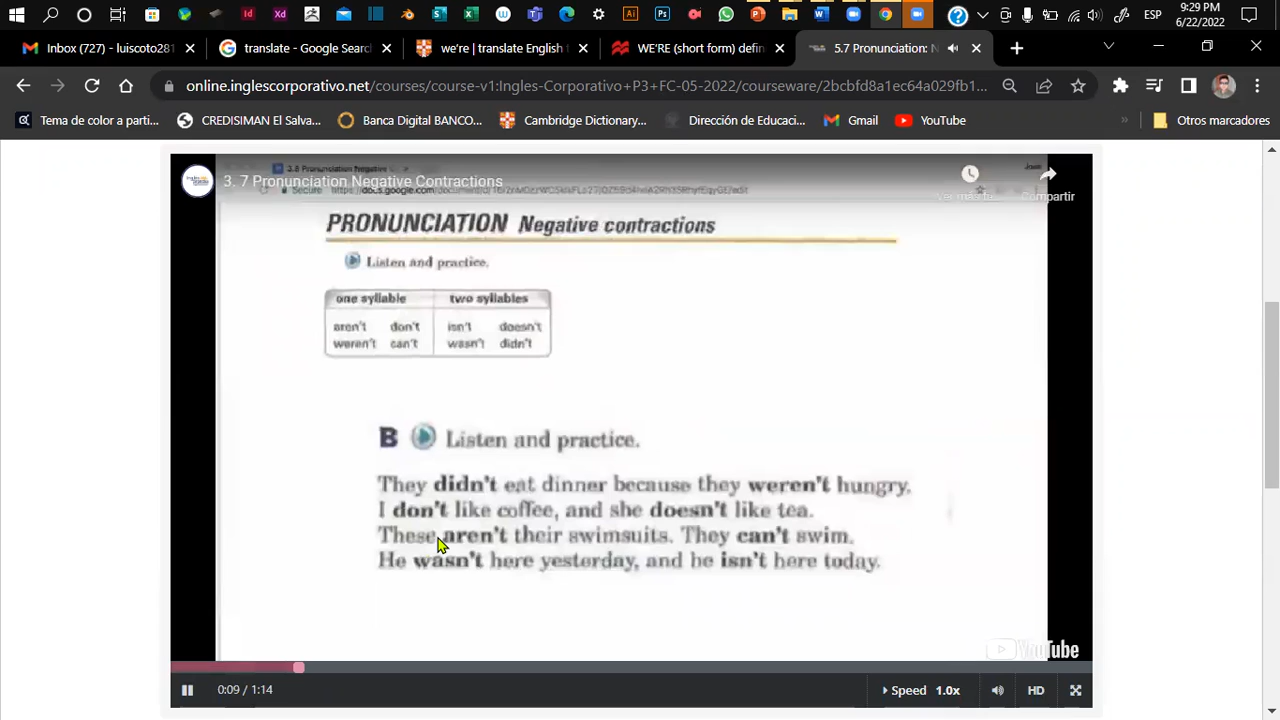 9:29 PM
ESP
6/22/2022
Inbox (727) - luiscoto281
translate - Google Searc
we're | translate English t
WE'RE (short form) defin
5.7 Pronunciation: N
online.inglescorporativo.net/courses/course-v1:Ingles-Corporativo+P3+FC-05-2022/courseware/2bcbfd8a1ec64a029fb1...
Tema de color a parti...
CREDISIMAN El Salva...
Banca Digital BANCO...
Cambridge Dictionary...
Dirección de Educaci...
Gmail
YouTube
Otros marcadores
3. 7 Pronunciation Negative Contractions
Compartir
PRONUNCIATION Negative contractions
Listen and practice.
one syllable two syllables
aren't don't isn't doesn't
weren't can't wasn't didn't
B Listen and practice.
They didn't eat dinner because they weren't hungry.
I don't like coffee, and she doesn't like tea.
These aren't their swimsuits. They can't swim.
He wasn't here yesterday, and he isn't here today.
YouTube
0:09 / 1:14
Speed 1.0x
HD